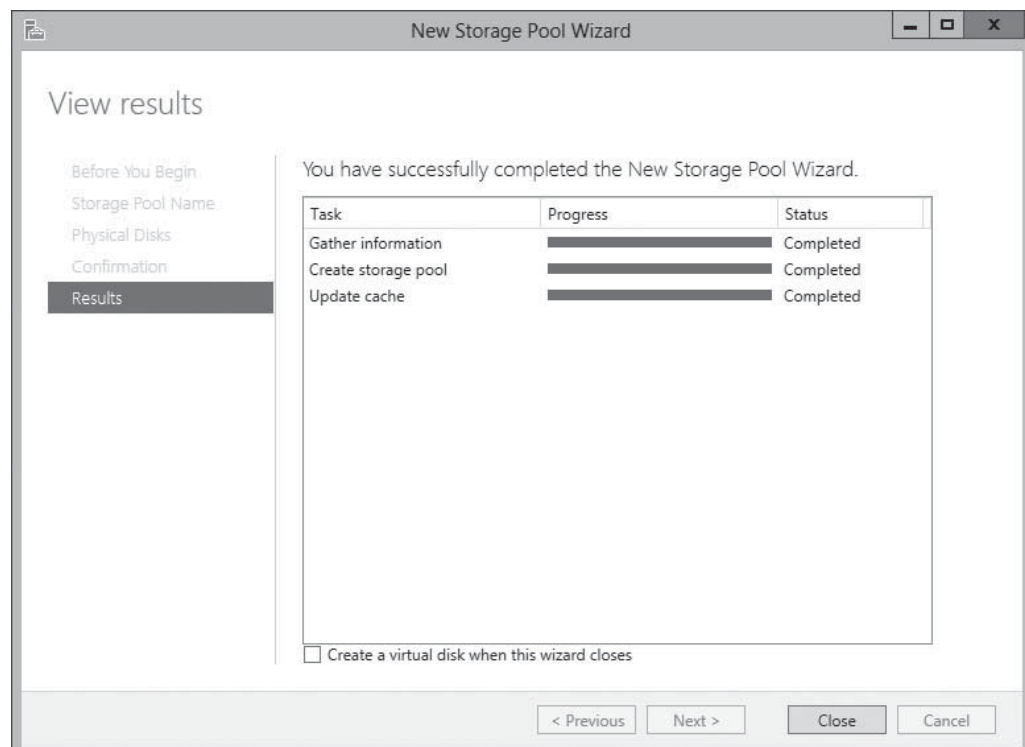 New Storage Pool Wizard
View results
Before You Begin
Storage Pool Name
Physical Disks
Confirmation
Results
You have successfully completed the New Storage Pool Wizard.
Task Progress Status
Gather information Completed
Create storage pool Completed
Update cache Completed
Create a virtual disk when this wizard closes
< Previous Next > Close Cancel